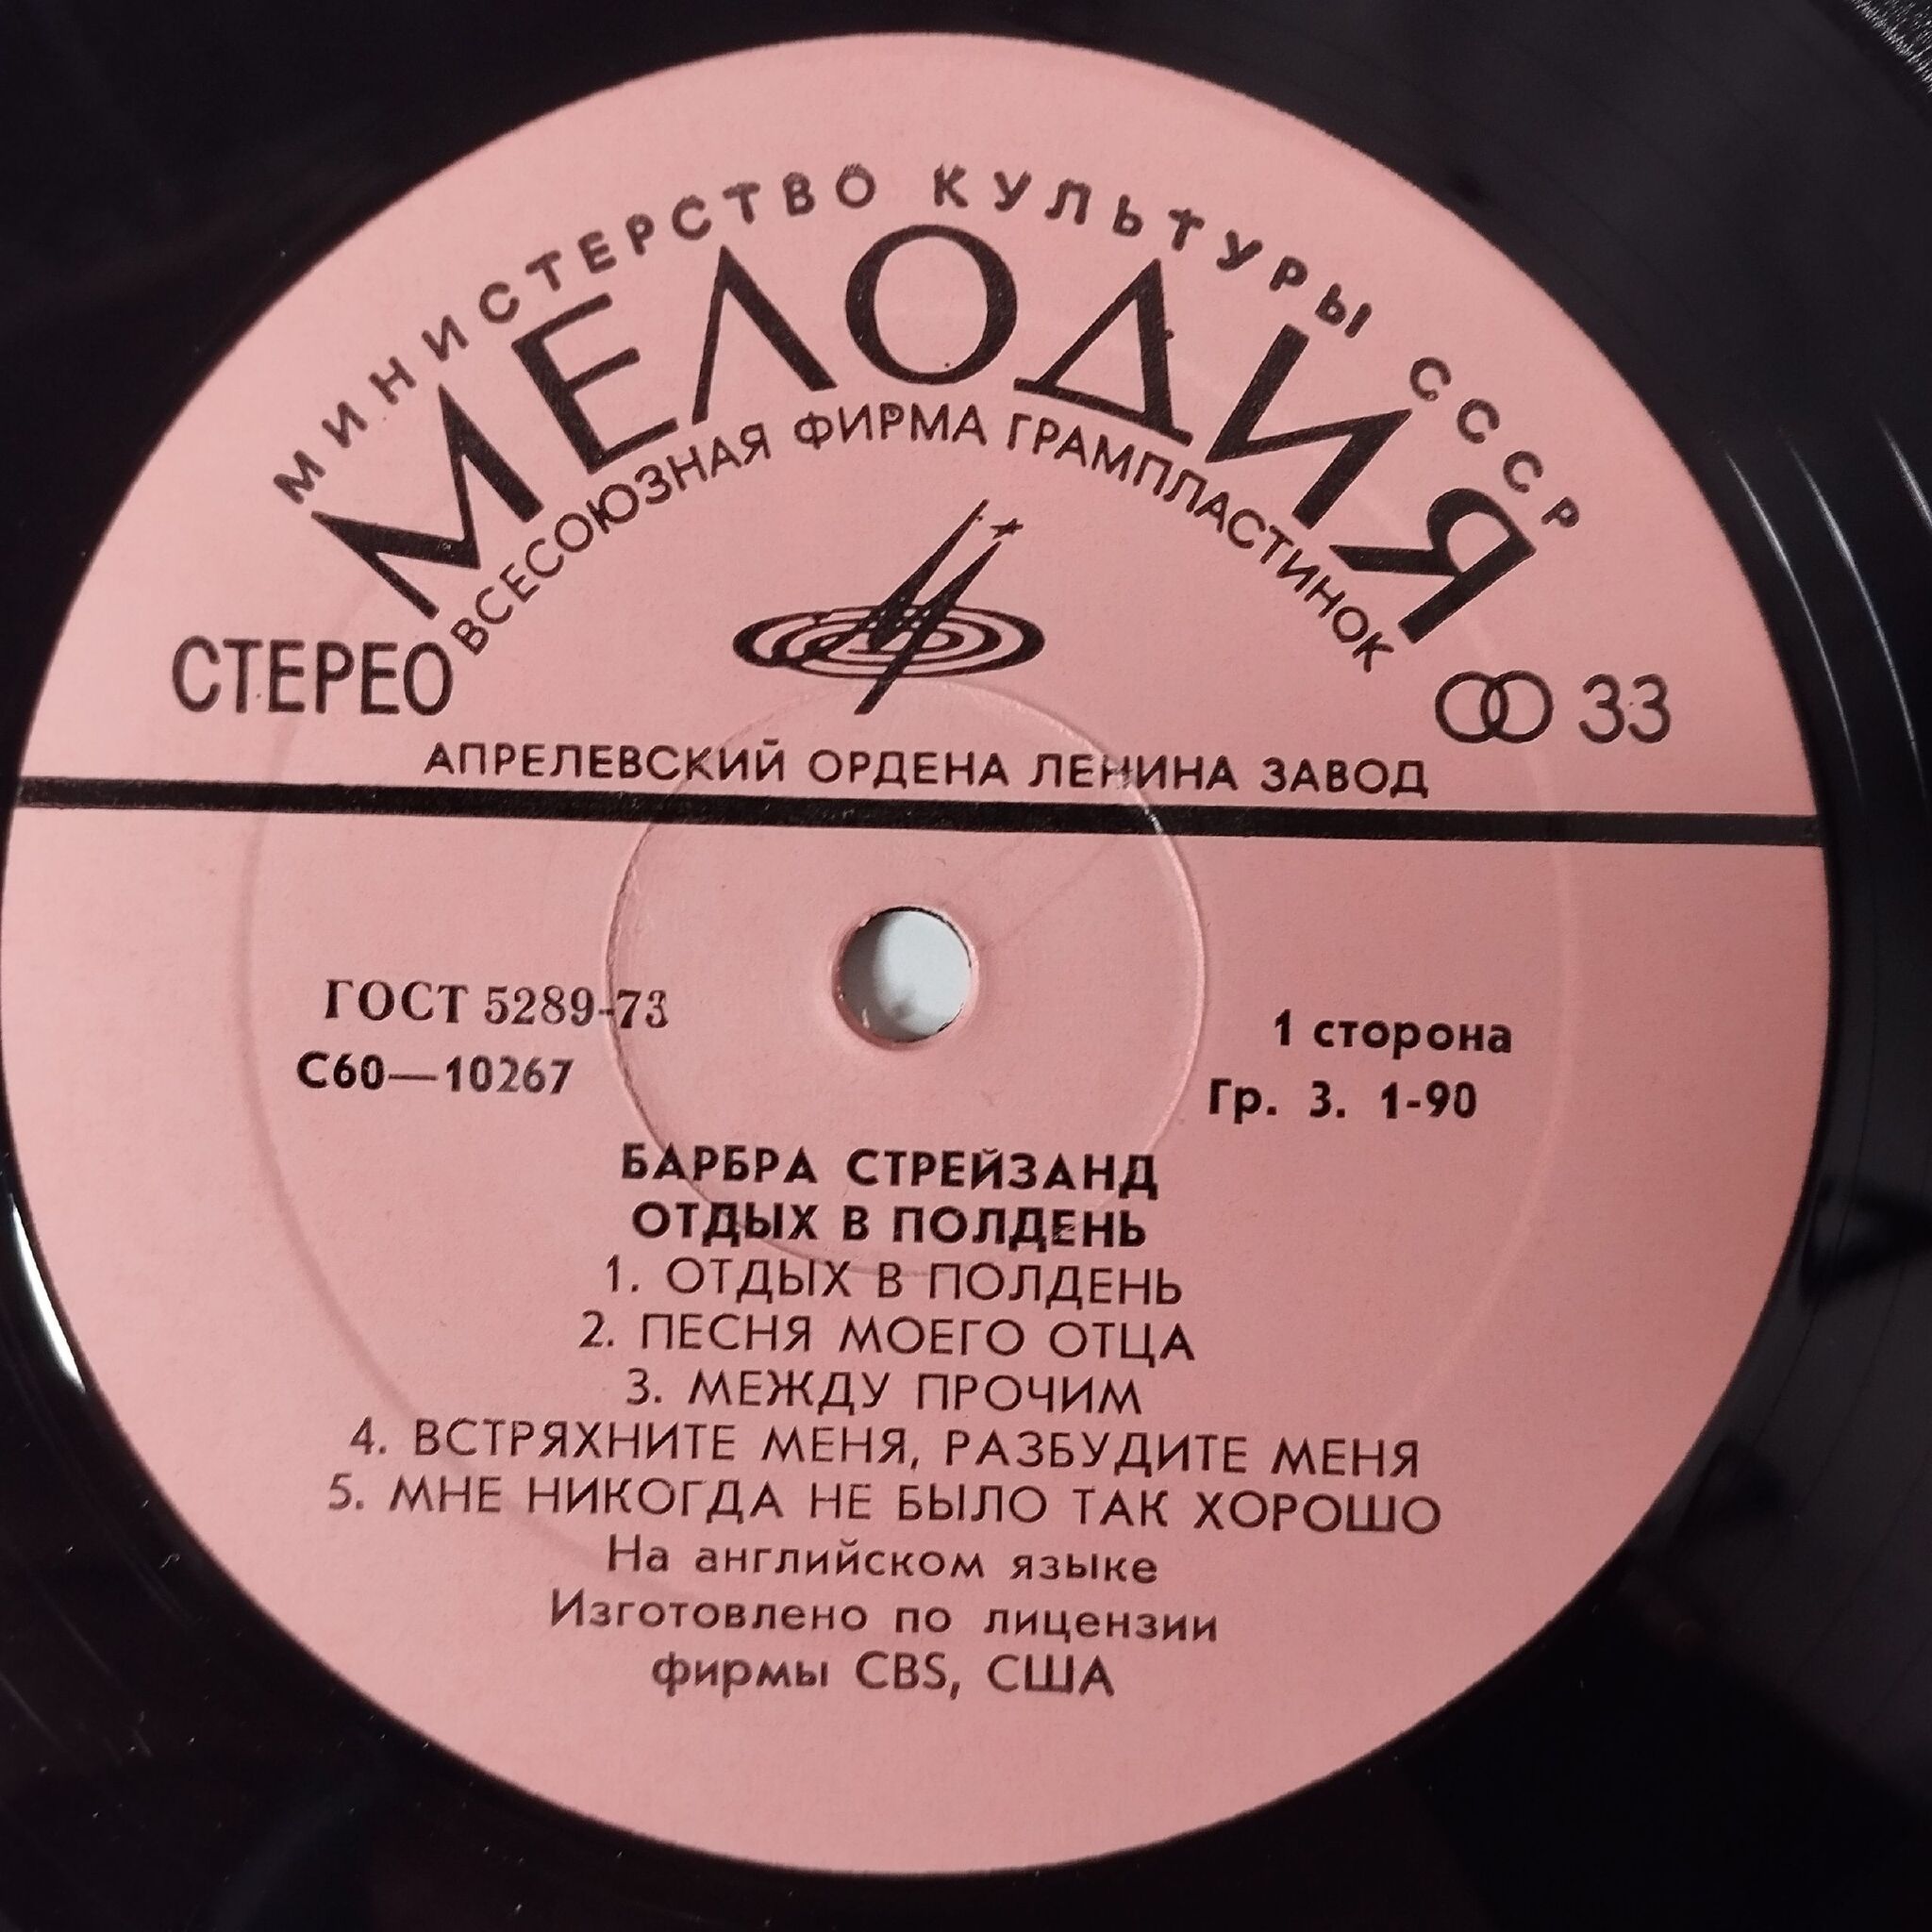 МИНИСТЕРСТВО КУЛЬТУРЫ СССР
МЕЛОДИЯ
ВСЕСОЮЗНАЯ ФИРМА ГРАМПЛАСТИНОК
СТЕРЕО
33
АПРЕЛЕВСКИЙ ОРДЕНА ЛЕНИНА ЗАВОД
ГОСТ 5289-73
С60—10267
1 сторона
Гр. 3. 1-90
БАРБРА СТРЕЙЗАНД
ОТДЫХ В ПОЛДЕНЬ
1. ОТДЫХ В ПОЛДЕНЬ
2. ПЕСНЯ МОЕГО ОТЦА
3. МЕЖДУ ПРОЧИМ
4. ВСТРЯХНИТЕ МЕНЯ, РАЗБУДИТЕ МЕНЯ
5. МНЕ НИКОГДА НЕ БЫЛО ТАК ХОРОШО
На английском языке
Изготовлено по лицензии
фирмы CBS, США